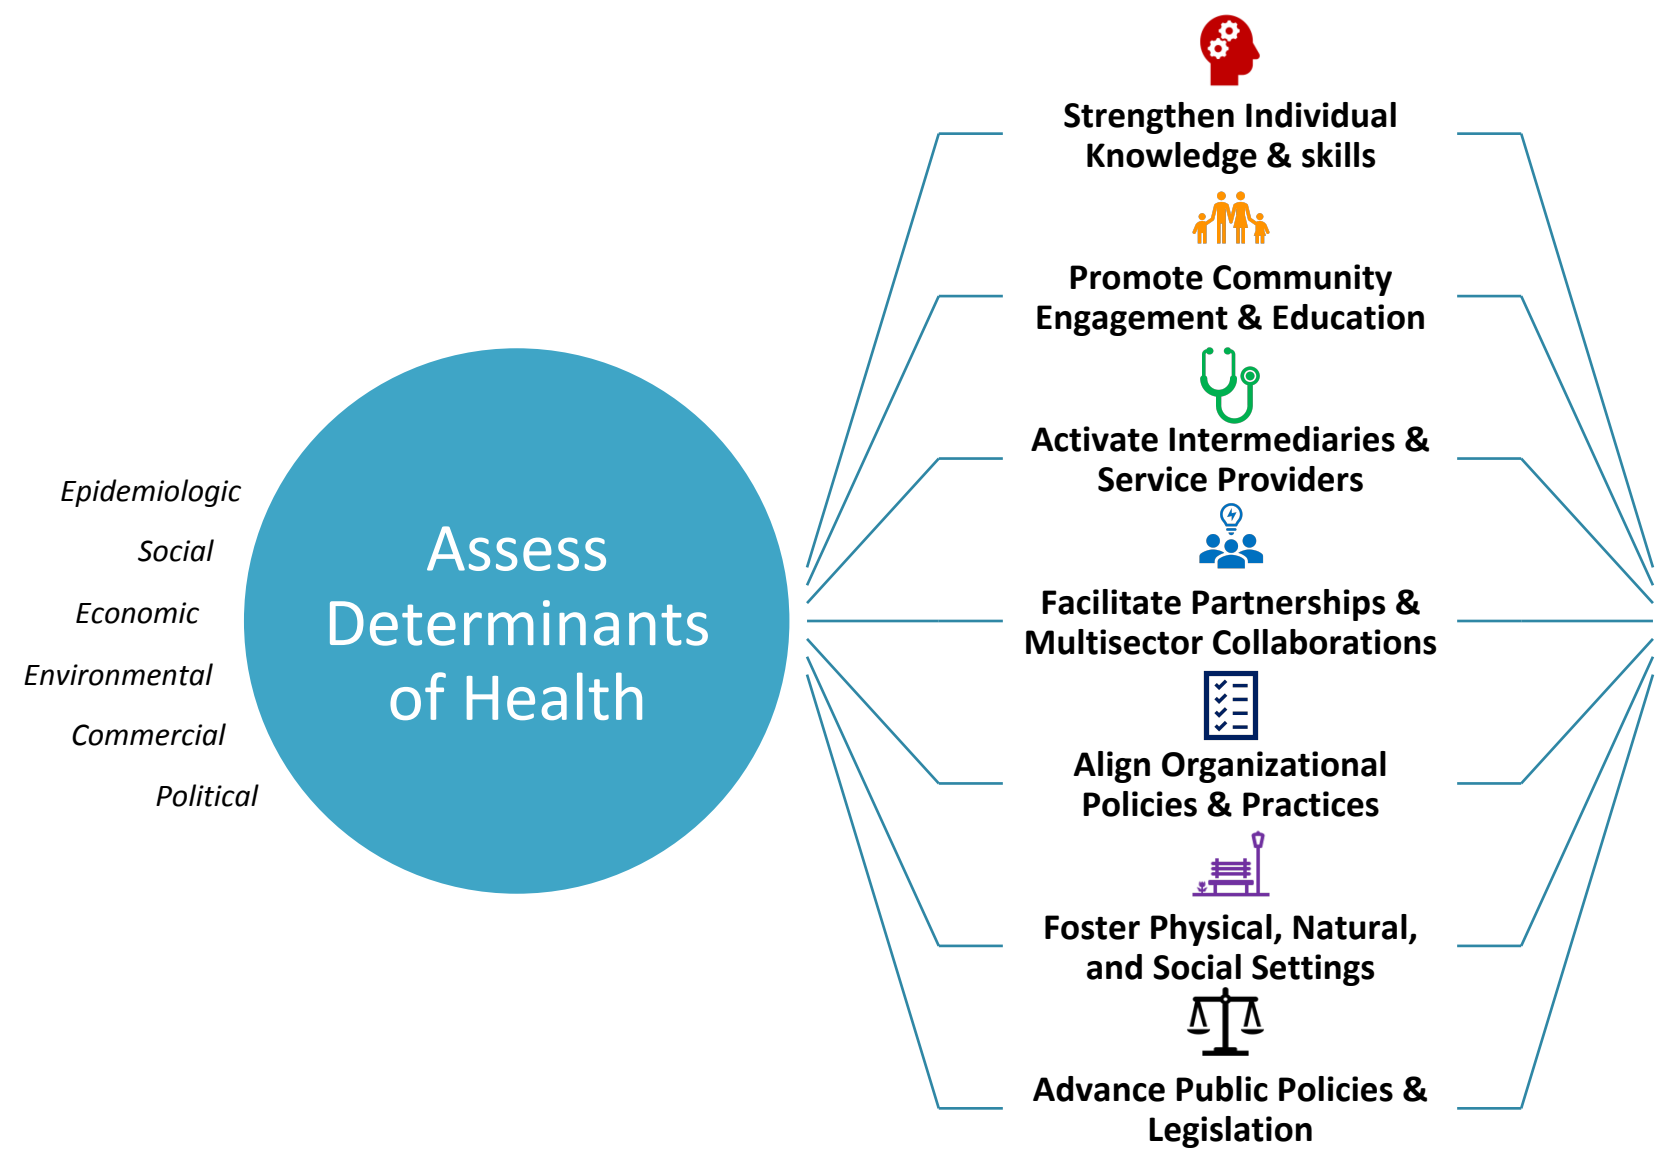 Epidemiologic
Social
Economic
Environmental
Commercial
Political
Assess
Determinants
of Health
Strengthen Individual
Knowledge & skills
Promote Community
Engagement & Education
Activate Intermediaries &
Service Providers
Facilitate Partnerships &
Multisector Collaborations
Align Organizational
Policies & Practices
Foster Physical, Natural,
and Social Settings
Advance Public Policies &
Legislation